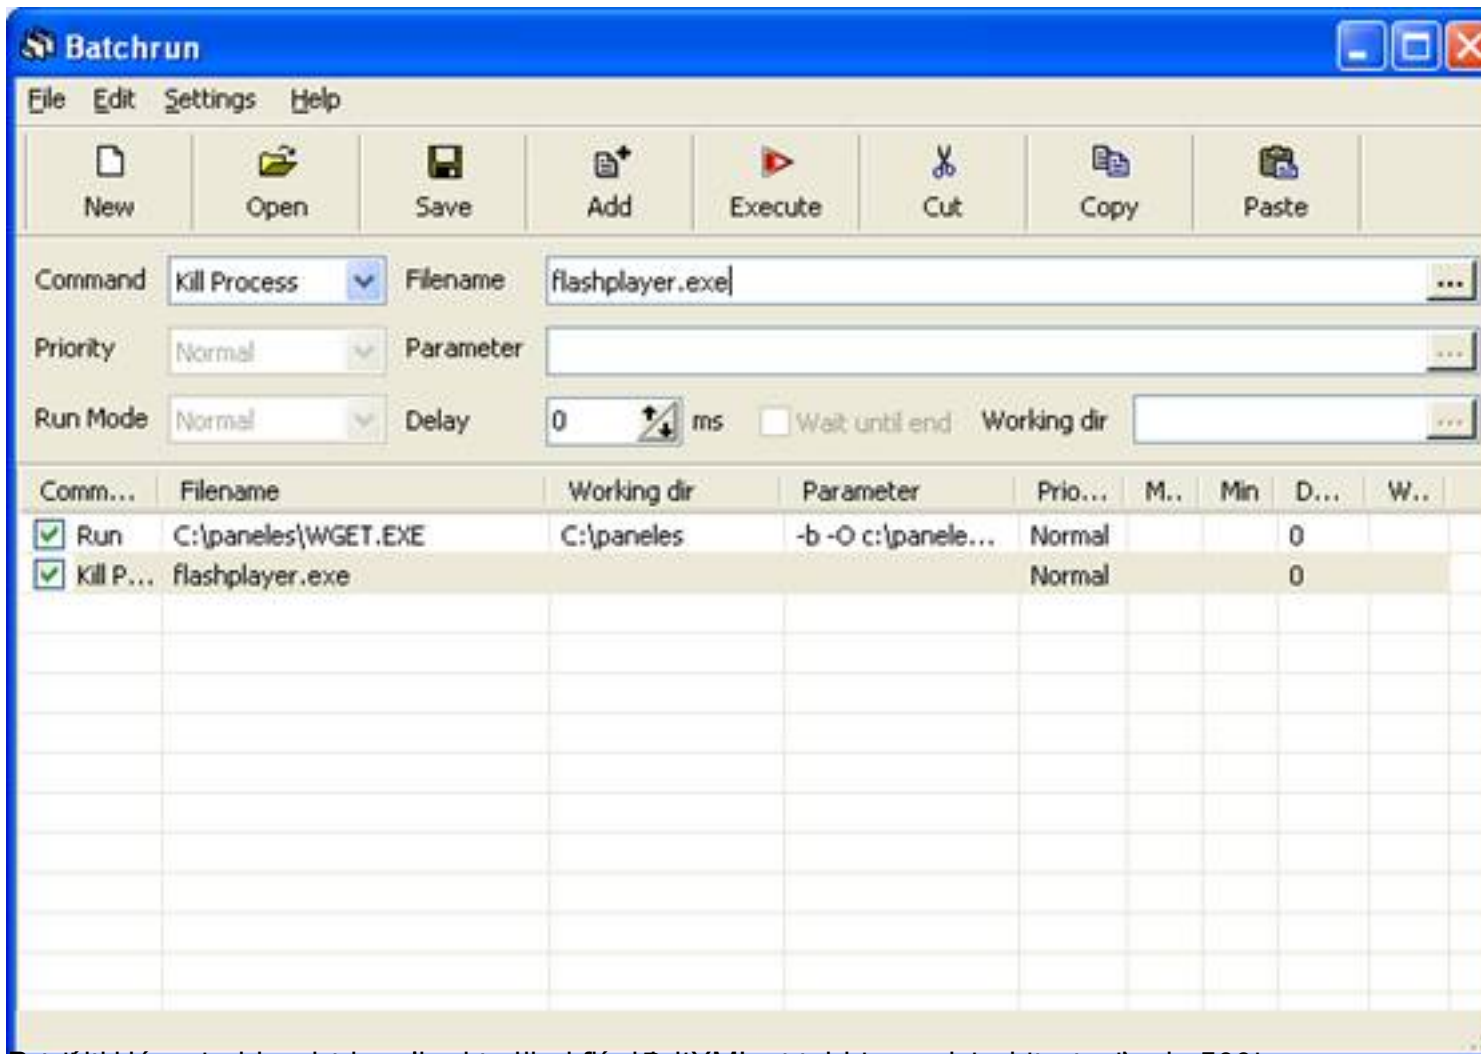 Batchrun
File Edit Settings Help
New Open Save Add Execute Cut Copy Paste
Command Kill Process Filename flashplayer.exe ...
Priority Normal Parameter ...
Run Mode Normal Delay 0 ms Wait until end Working dir ...
Comm... Filename Working dir Parameter Prio... M.. Min D... W..
Run C:\paneles\WGET.EXE C:\paneles -b -O c:\panele... Normal 0
Kill P... flashplayer.exe Normal 0